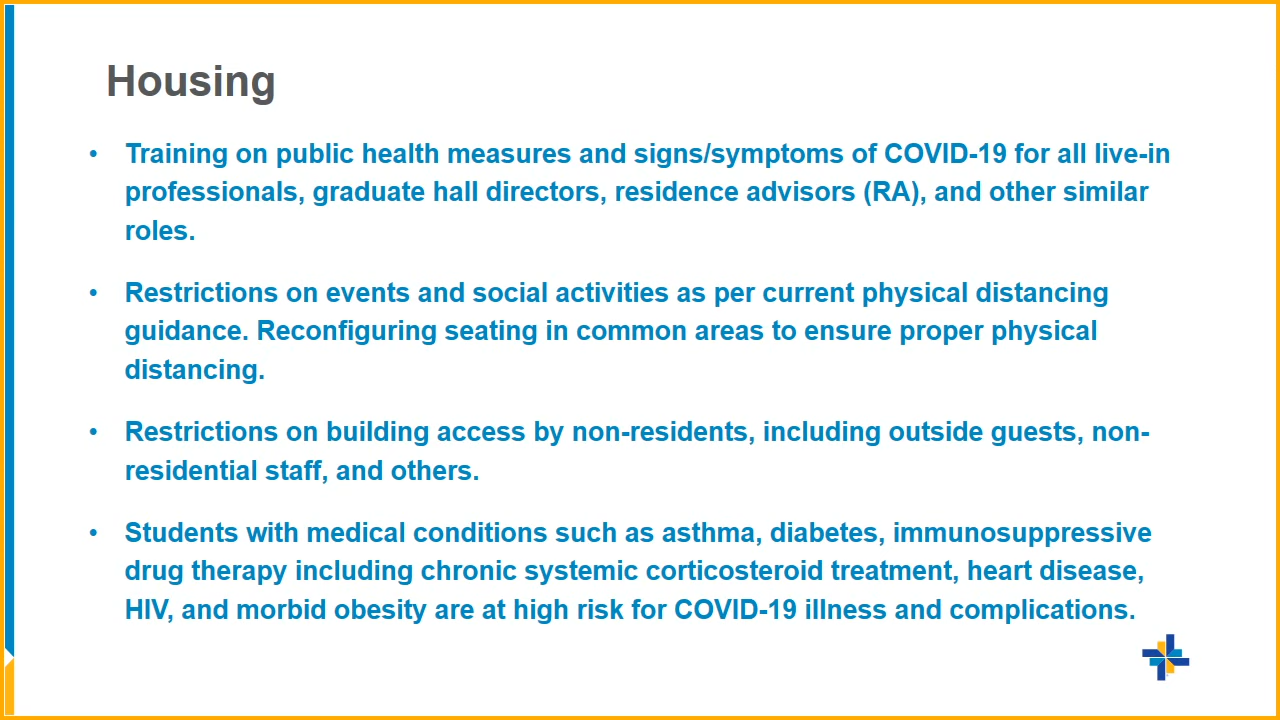 Housing
• Training on public health measures and signs/symptoms of COVID-19 for all live-in
professionals, graduate hall directors, residence advisors (RA), and other similar
roles.
• Restrictions on events and social activities as per current physical distancing
guidance. Reconfiguring seating in common areas to ensure proper physical
distancing.
• Restrictions on building access by non-residents, including outside guests, non-
residential staff, and others.
• Students with medical conditions such as asthma, diabetes, immunosuppressive
drug therapy including chronic systemic corticosteroid treatment, heart disease,
HIV, and morbid obesity are at high risk for COVID-19 illness and complications.